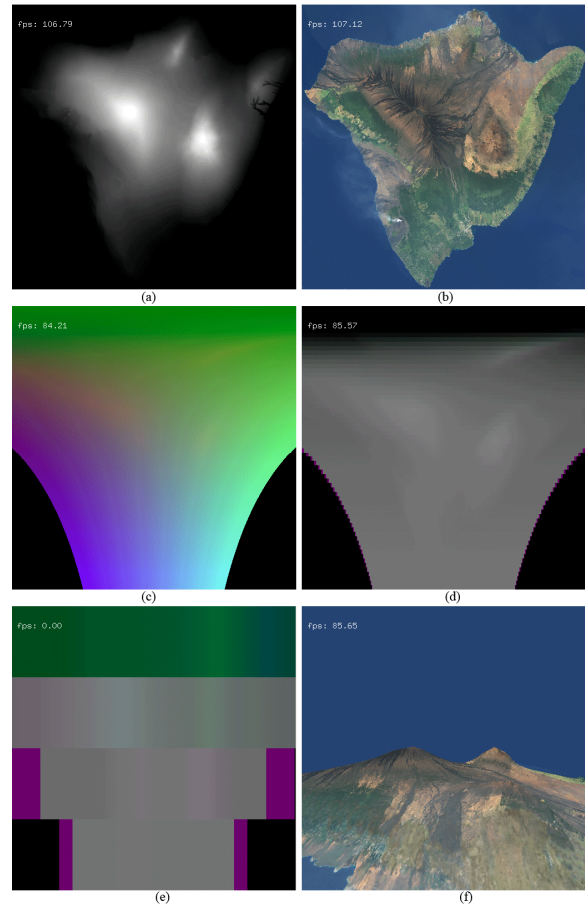 fps: 106.79
fps: 107.12
(a)
(b)
fps: 84.21
fps: 85.57
(c)
(d)
fps: 0.00
fps: 85.65
(e)
(f)